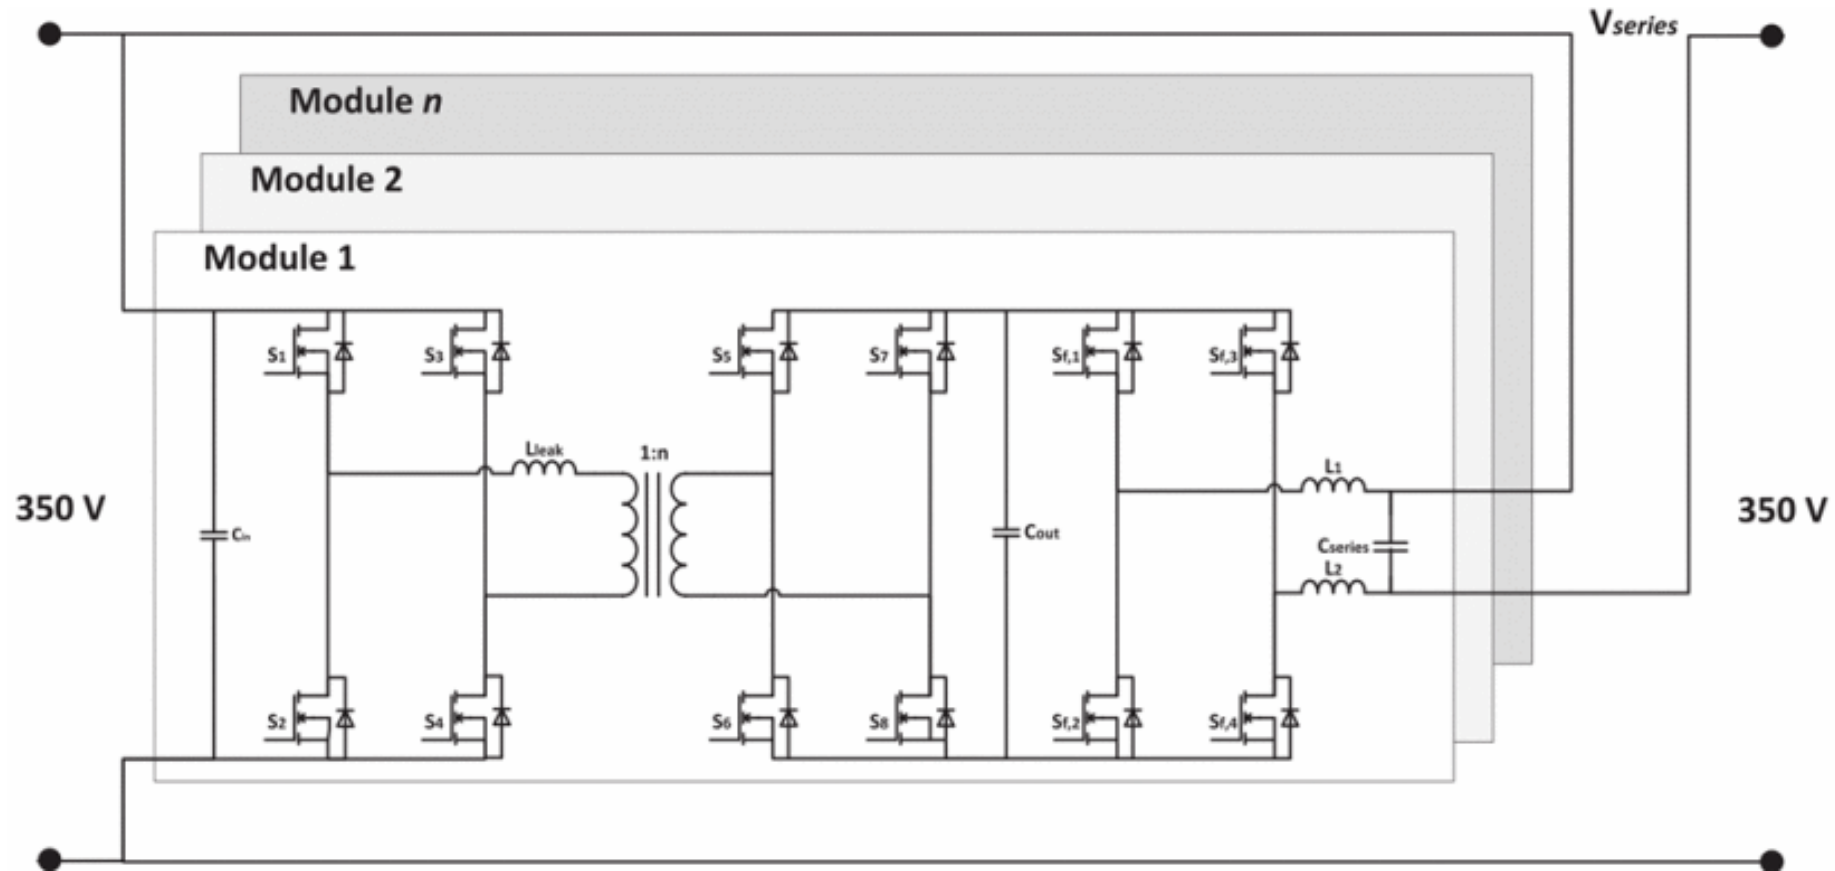 Vseries
Module n
Module 2
Module 1
S1
S3
S5
S7
Sf,1
Sf,3
Lleak
1:n
L1
350 V
Cin
Cout
Cseries
L2
350 V
S2
S4
S6
S8
Sf,2
Sf,4